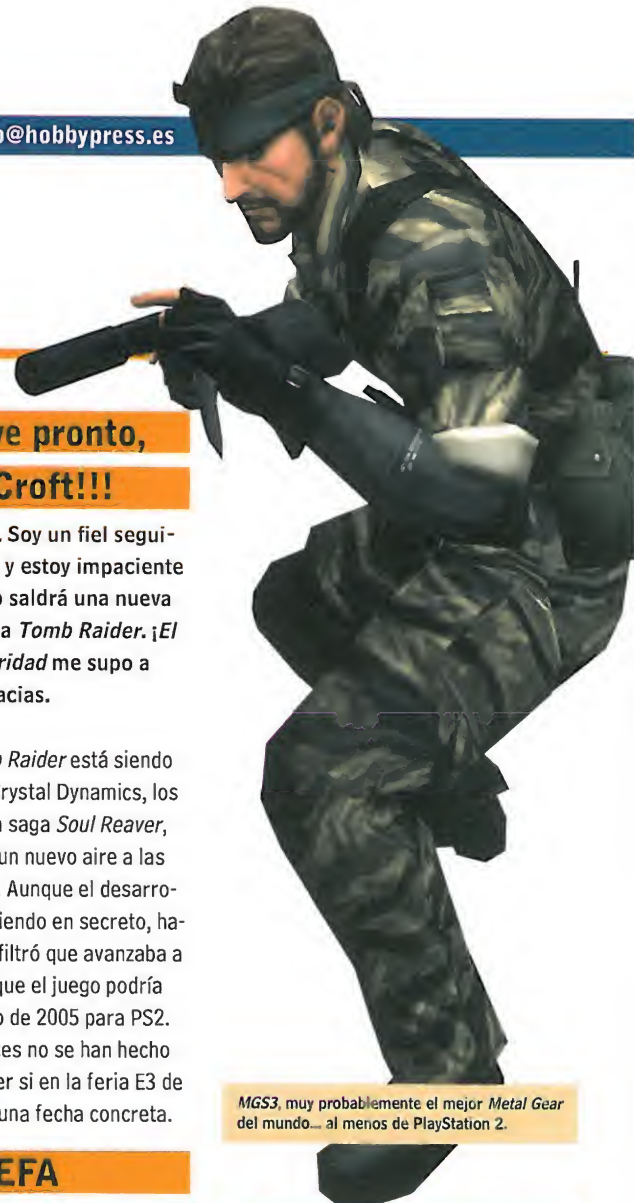 o@hobbypress.es
ve pronto,
Croft!!!
. Soy un fiel segui-
y estoy impaciente
o saldrá una nueva
a Tomb Raider. ¡El
ridad me supo a
acias.
b Raider está siendo
rystal Dynamics, los
a saga Soul Reaver,
un nuevo aire a las
. Aunque el desarro-
iendo en secreto, ha-
filtró que avanzaba a
que el juego podría
o de 2005 para PS2.
ces no se han hecho
er si en la feria E3 de
una fecha concreta.
EFA
MGS3, muy probablemente el mejor Metal Gear
del mundo... al menos de PlayStation 2.